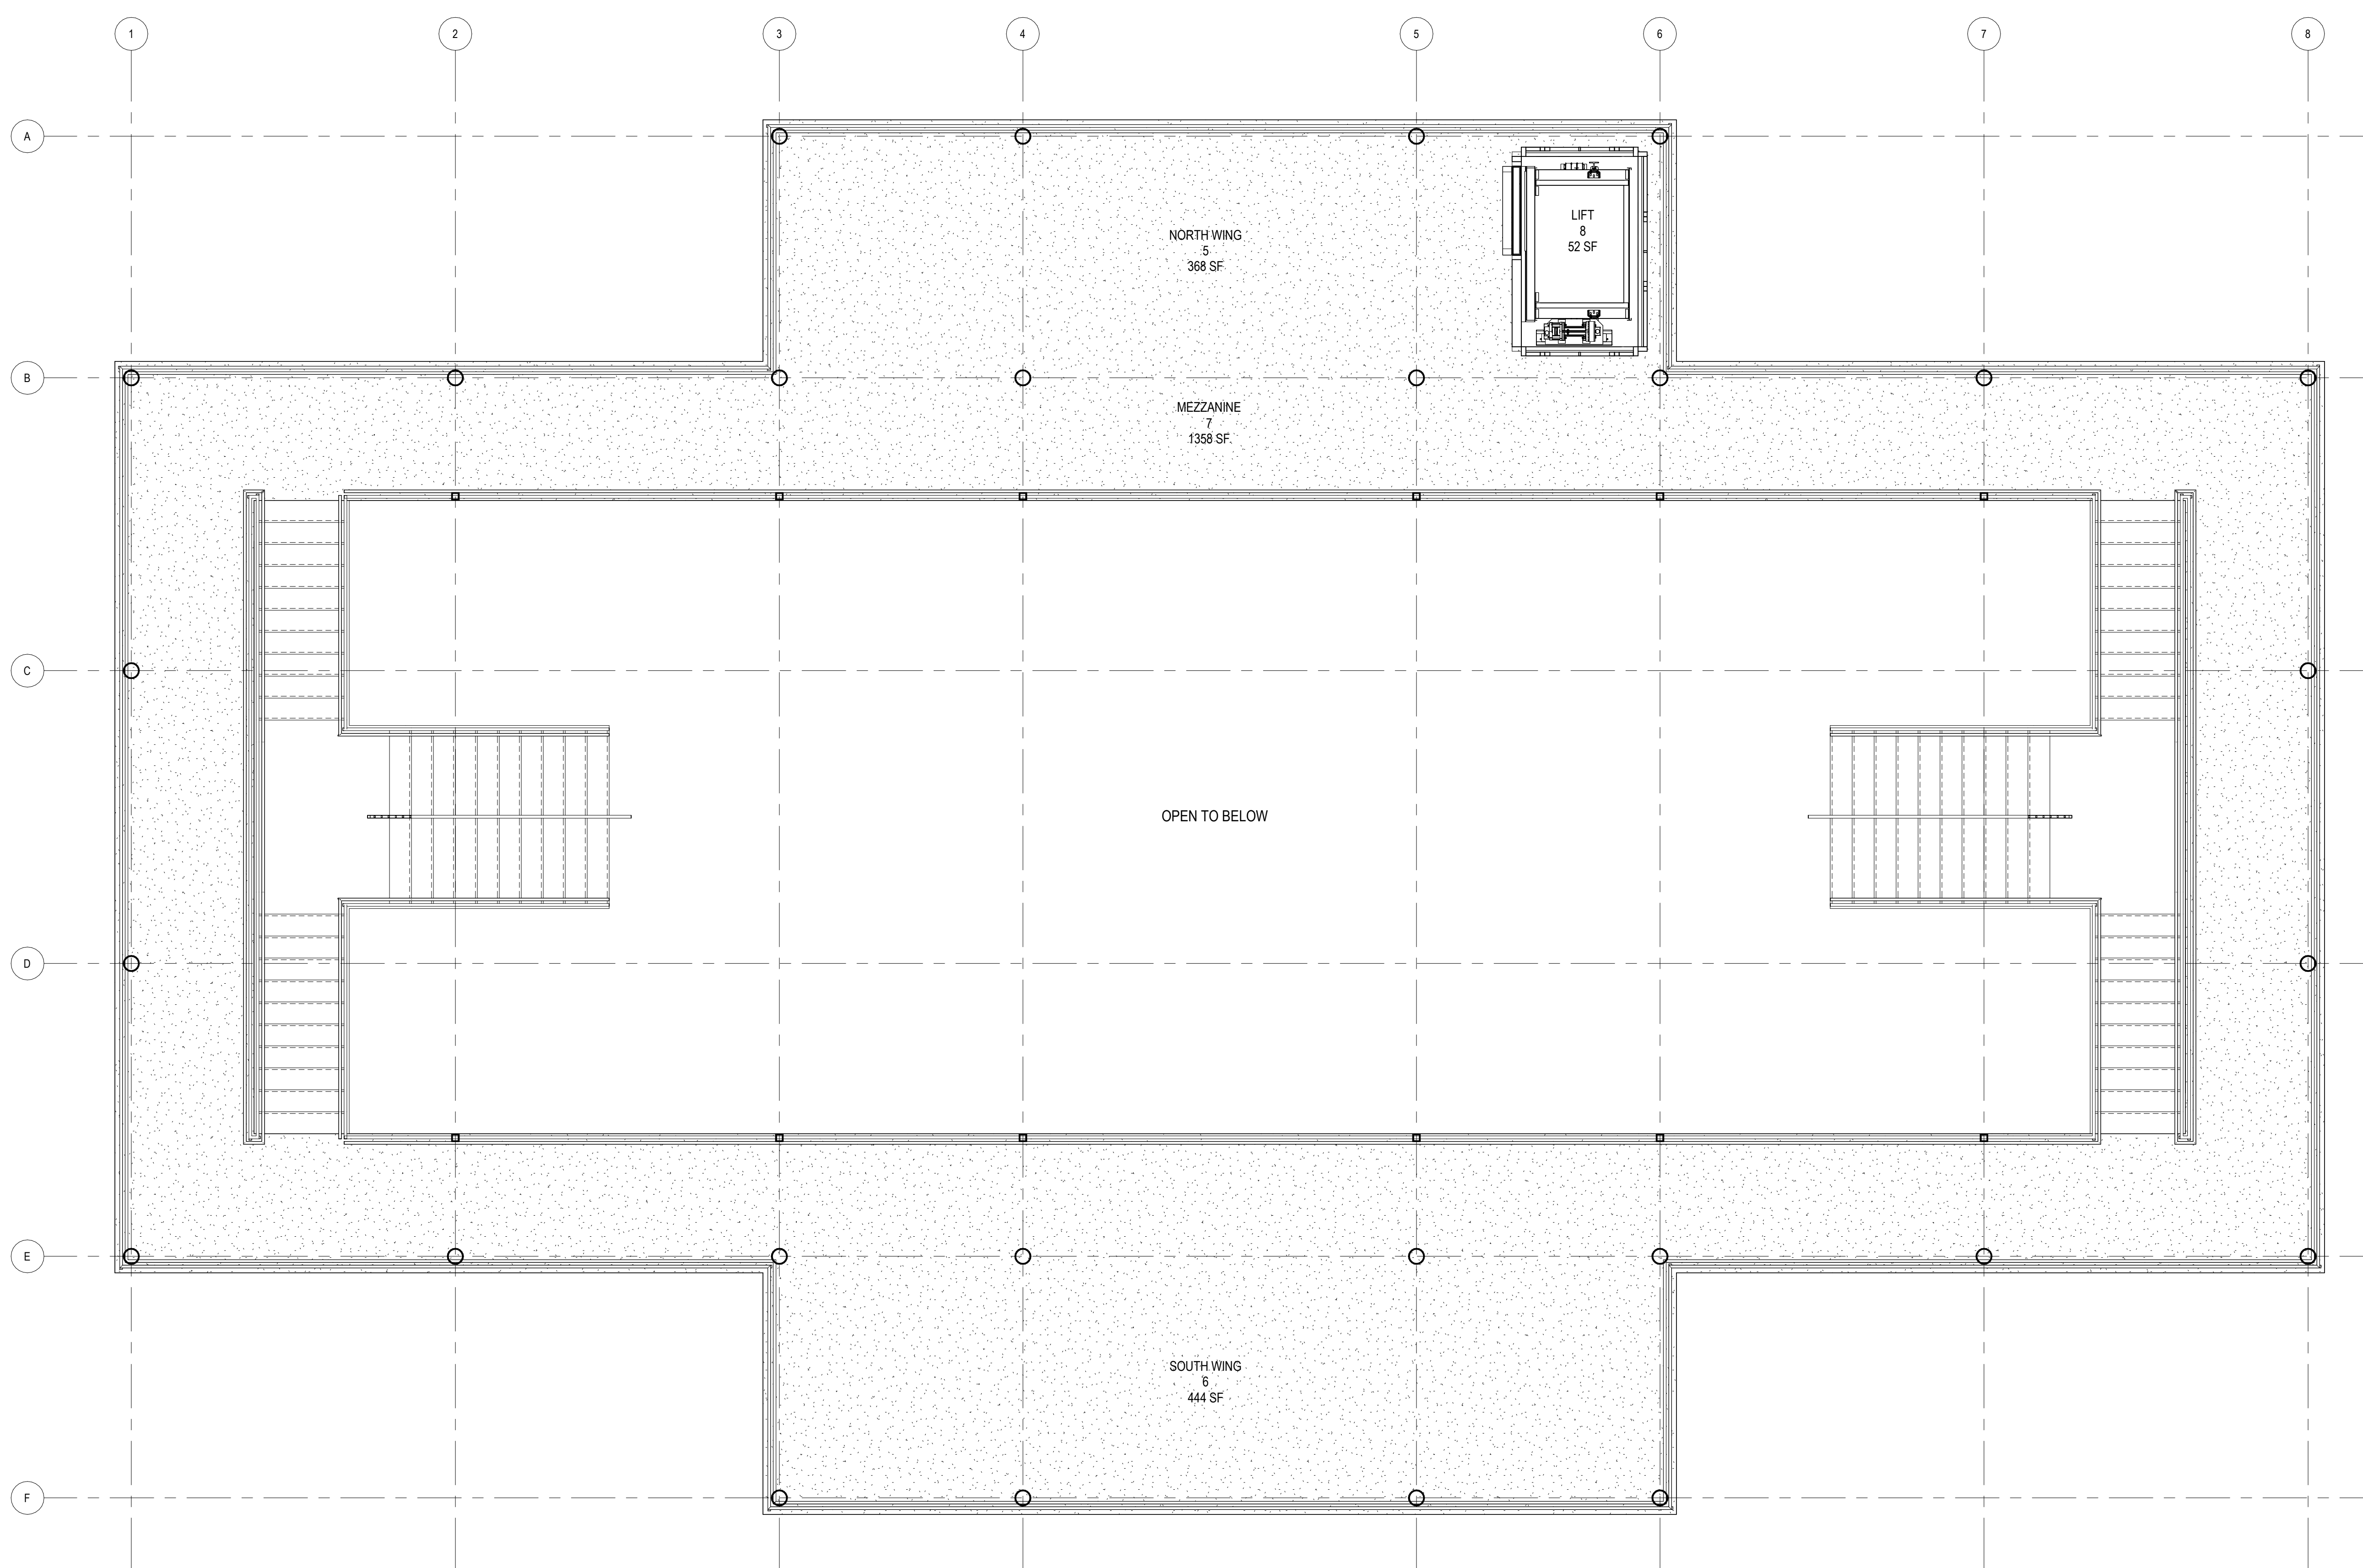 1
2
3
4
5
6
7
8
A
NORTH WING
5
368 SF
LIFT
8
52 SF
B
MEZZANINE
7
1358 SF
C
OPEN TO BELOW
D
E
SOUTH WING
6
444 SF
F